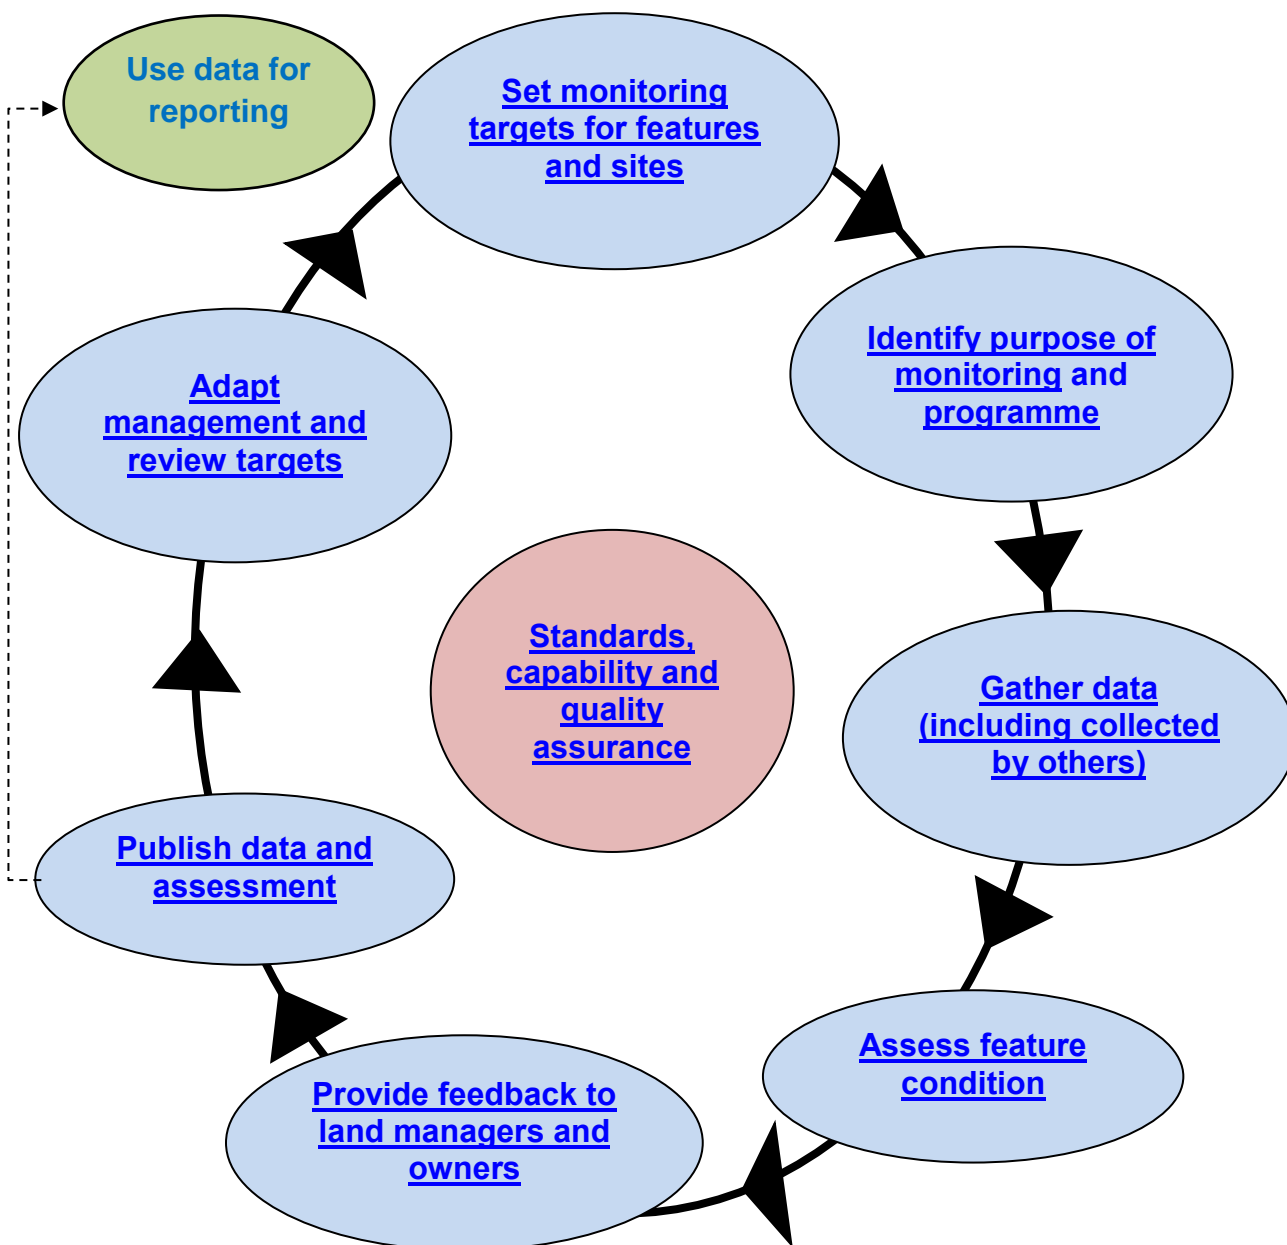 Use data for
reporting
Set monitoring
targets for features
and sites
Identify purpose of
monitoring and
programme
Gather data
(including collected
by others)
Assess feature
condition
Provide feedback to
land managers and
owners
Publish data and
assessment
Adapt
management and
review targets
Standards,
capability and
quality
assurance